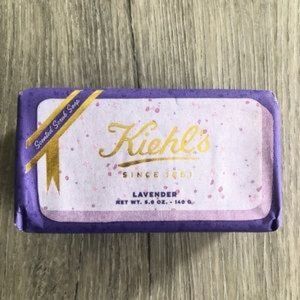 Scented Scrub Soap
Kiehl's
SINCE 1851
LAVENDER
NET WT. 5.0 OZ. - 140 G